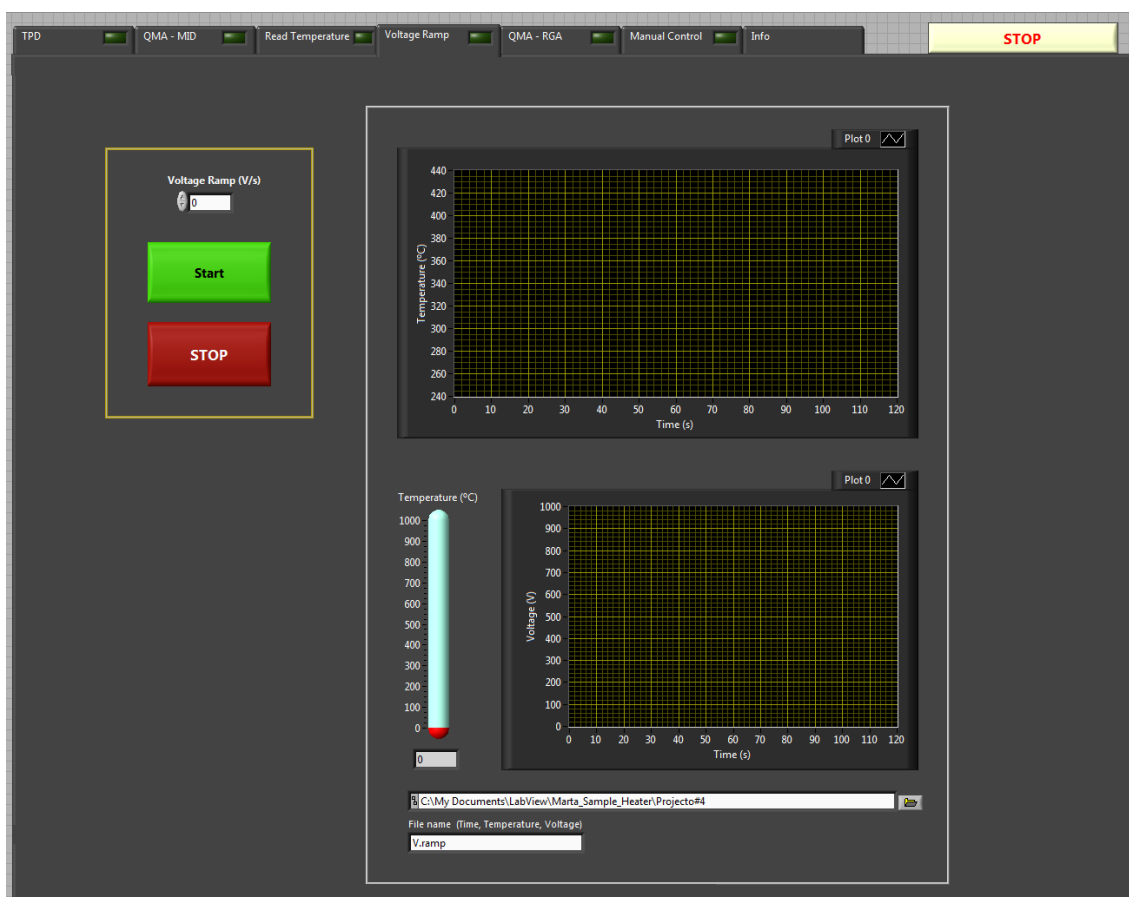 TPD
QMA - MID
Read Temperature
Voltage Ramp
QMA - RGA
Manual Control
Info
STOP
Voltage Ramp (V/s)
0
Start
STOP
Plot 0
440
420
400
380
360
340
320
300
280
260
240
Temperature (ºC)
0 10 20 30 40 50 60 70 80 90 100 110 120
Time (s)
Temperature (ºC)
1000
900
800
700
600
500
400
300
200
100
0
0
Plot 0
1000
900
800
700
600
500
400
300
200
100
0
Voltage (V)
0 10 20 30 40 50 60 70 80 90 100 110 120
Time (s)
C:\My Documents\LabView\Marta_Sample_Heater\Projecto#4
File name (Time, Temperature, Voltage)
V.ramp